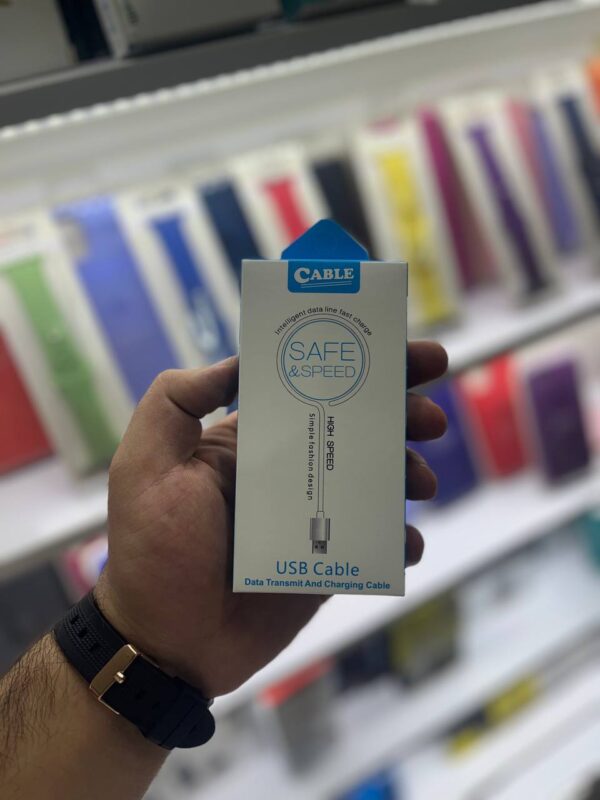 CABLE
Intelligent data line fast charge
SAFE
& SPEED
HIGH SPEED
Simple fashion design
USB Cable
Data Transmit And Charging Cable